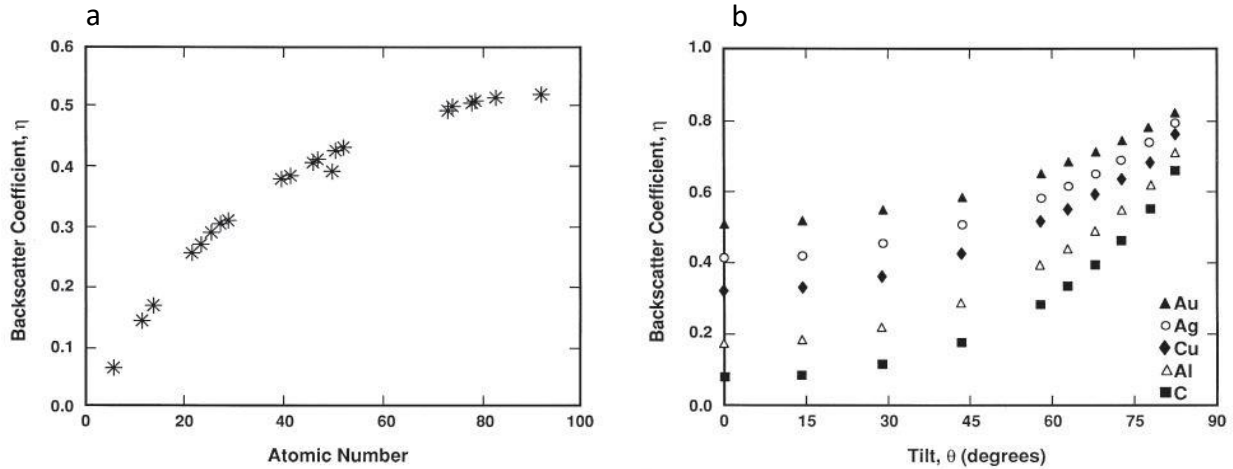 a
0.6
0.5
0.4
0.3
0.2
0.1
0.0
Backscatter Coefficient, η
0 20 40 60 80 100
Atomic Number
b
1.0
0.8
0.6
0.4
0.2
0.0
Backscatter Coefficient, η
Au
Ag
Cu
Al
C
0 15 30 45 60 75 90
Tilt, θ (degrees)